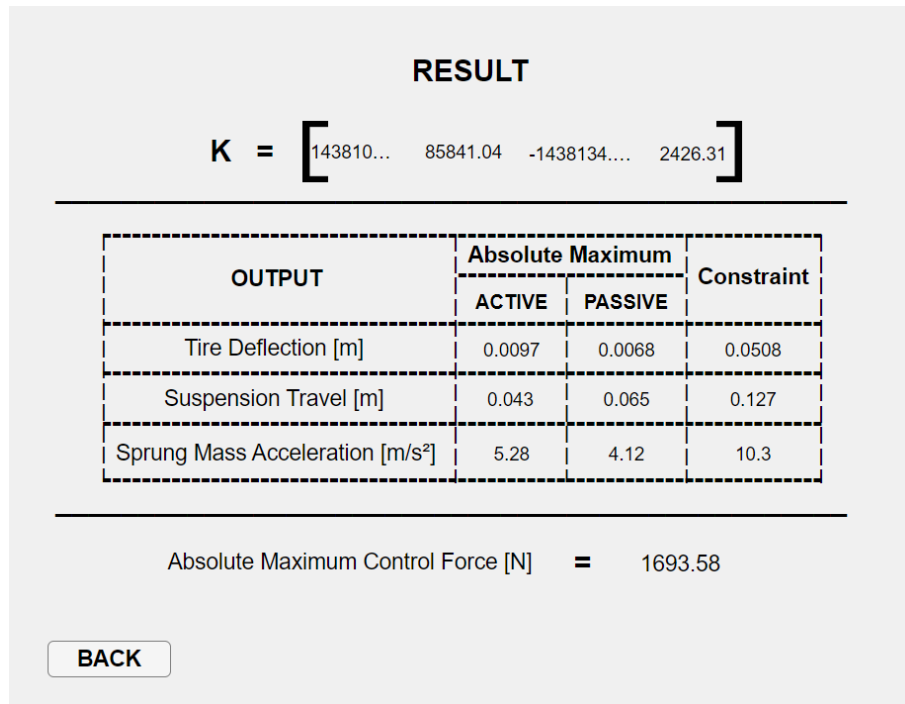 RESULT
K = [143810... 85841.04 -1438134.... 2426.31]
OUTPUT Absolute Maximum Constraint
ACTIVE PASSIVE
Tire Deflection [m] 0.0097 0.0068 0.0508
Suspension Travel [m] 0.043 0.065 0.127
Sprung Mass Acceleration [m/s²] 5.28 4.12 10.3
Absolute Maximum Control Force [N] = 1693.58
BACK